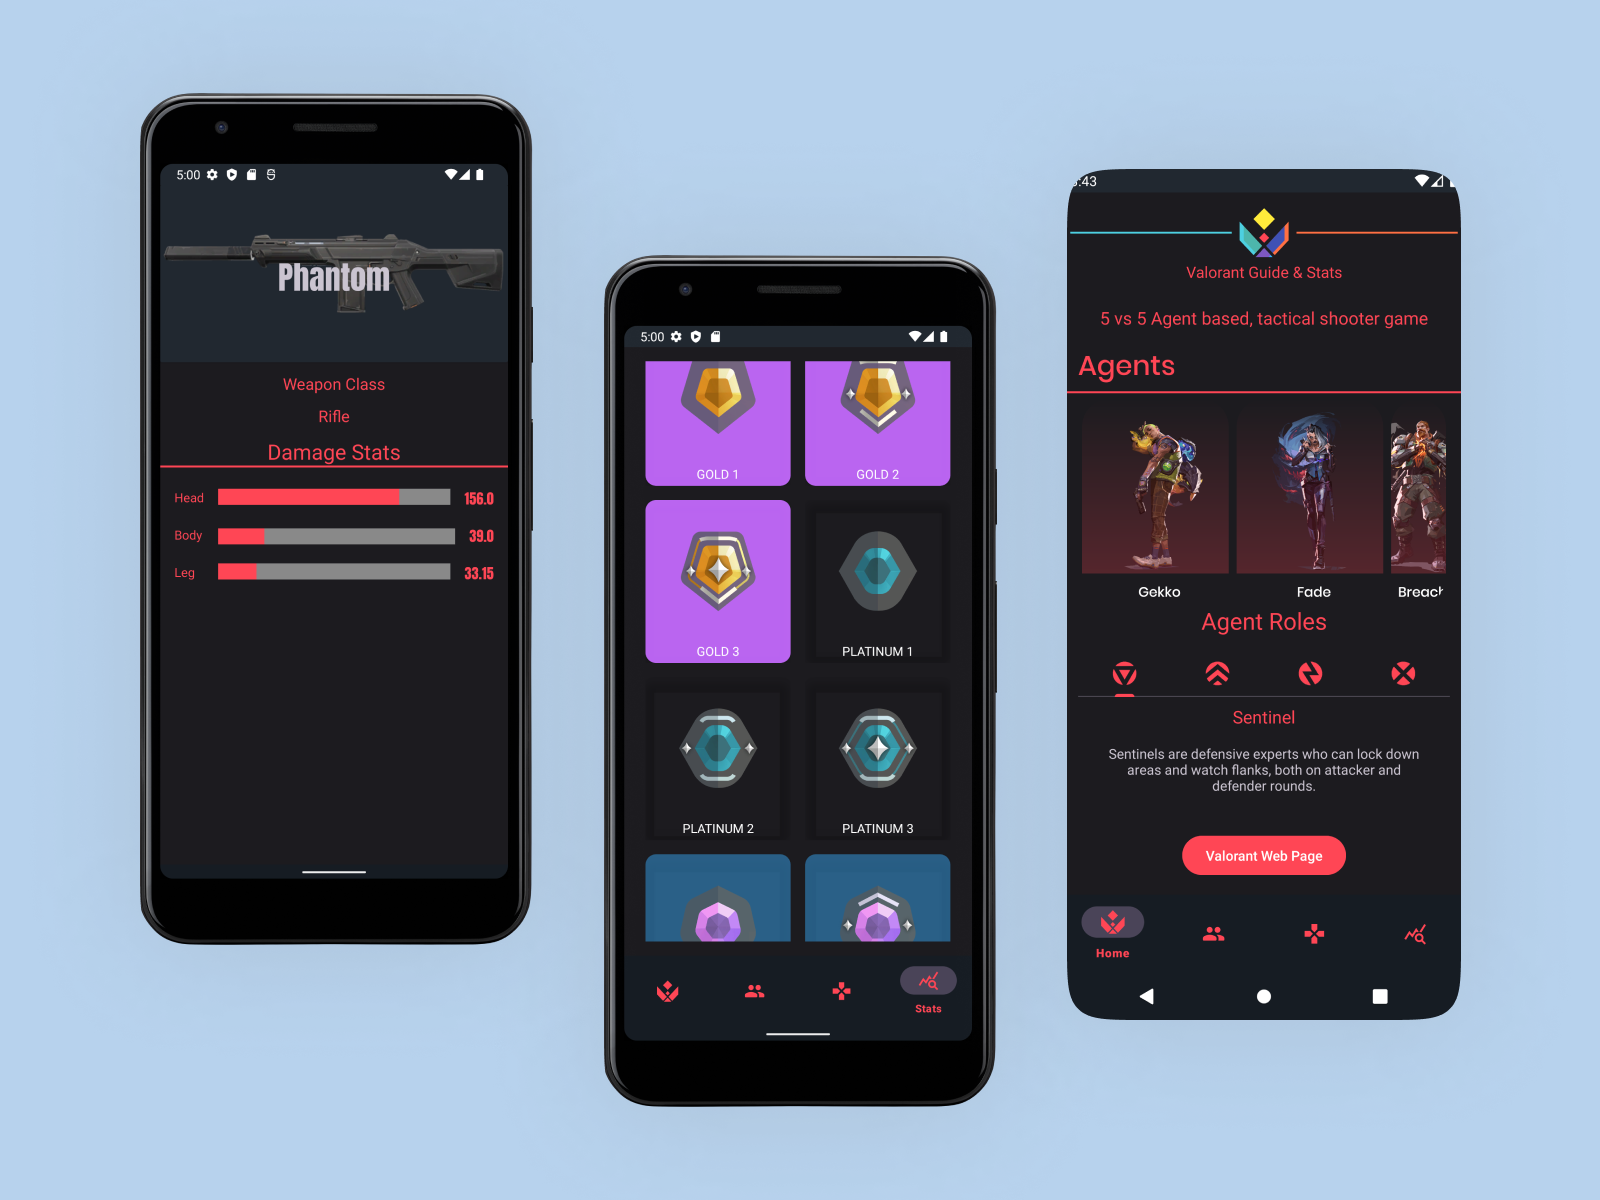 5:00
Phantom
Weapon Class
Rifle
Damage Stats
Head 156.0
Body 39.0
Leg 33.15
5:00
GOLD 1 GOLD 2
GOLD 3 PLATINUM 1
PLATINUM 2 PLATINUM 3
Stats
:43
Valorant Guide & Stats
5 vs 5 Agent based, tactical shooter game
Agents
Gekko Fade Breach
Agent Roles
Sentinel
Sentinels are defensive experts who can lock down
areas and watch flanks, both on attacker and
defender rounds.
Valorant Web Page
Home